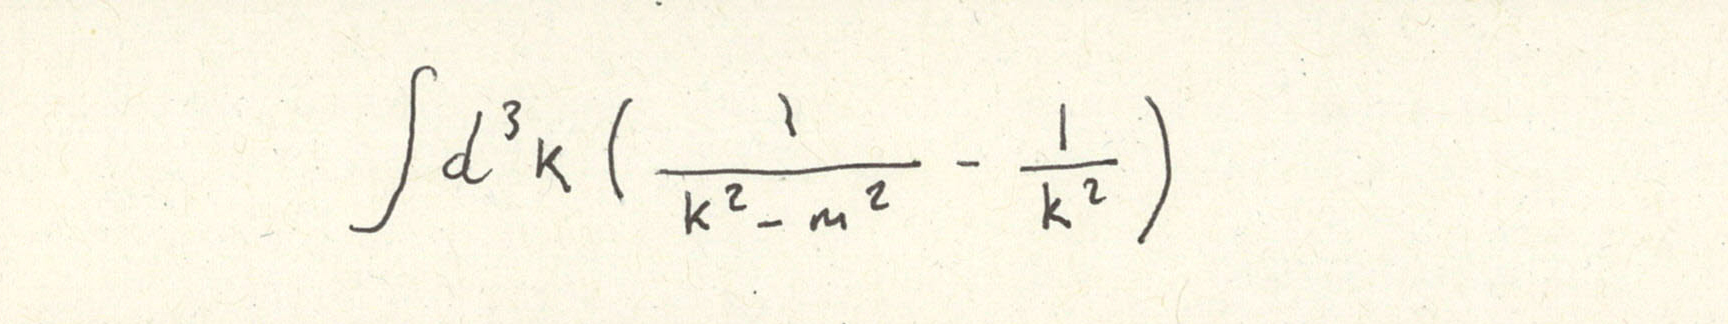 ∫ d³k ( 1/(k² - m²) - 1/k² )